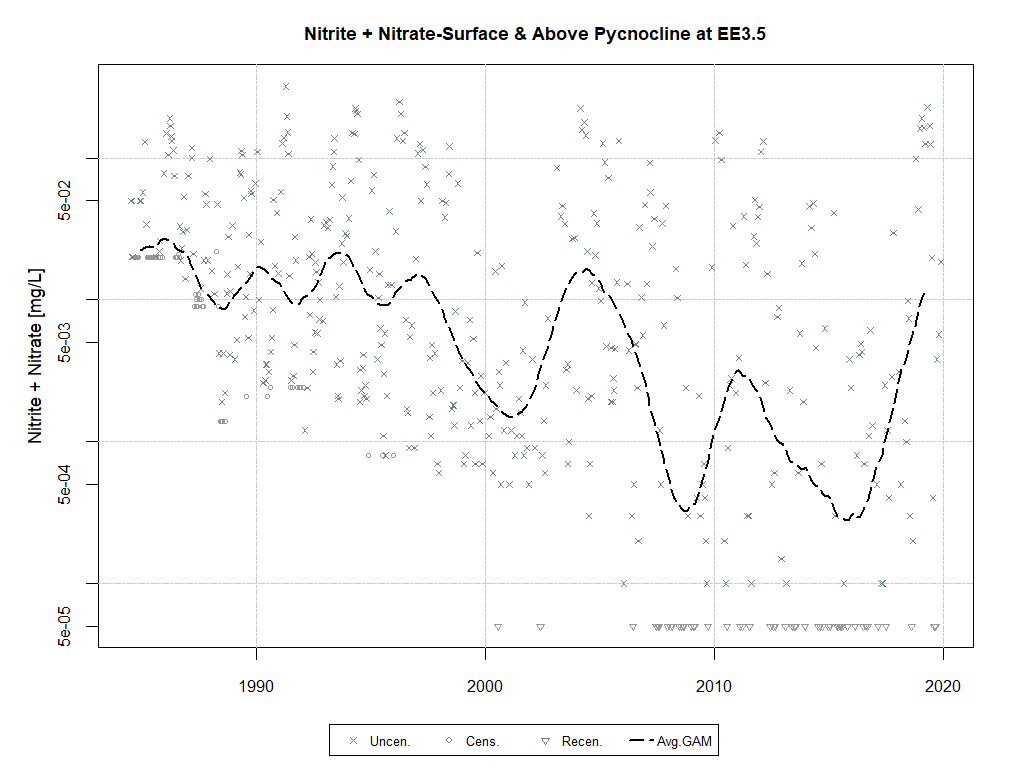 Nitrite + Nitrate-Surface & Above Pycnocline at EE3.5
Nitrite + Nitrate [mg/L]
5e-02
5e-03
5e-04
5e-05
1990 2000 2010 2020
Uncen. Cens. Recen. Avg.GAM